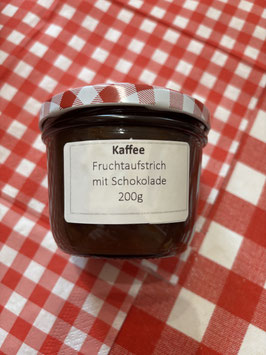 Kaffee
Fruchtaufstrich
mit Schokolade
200g